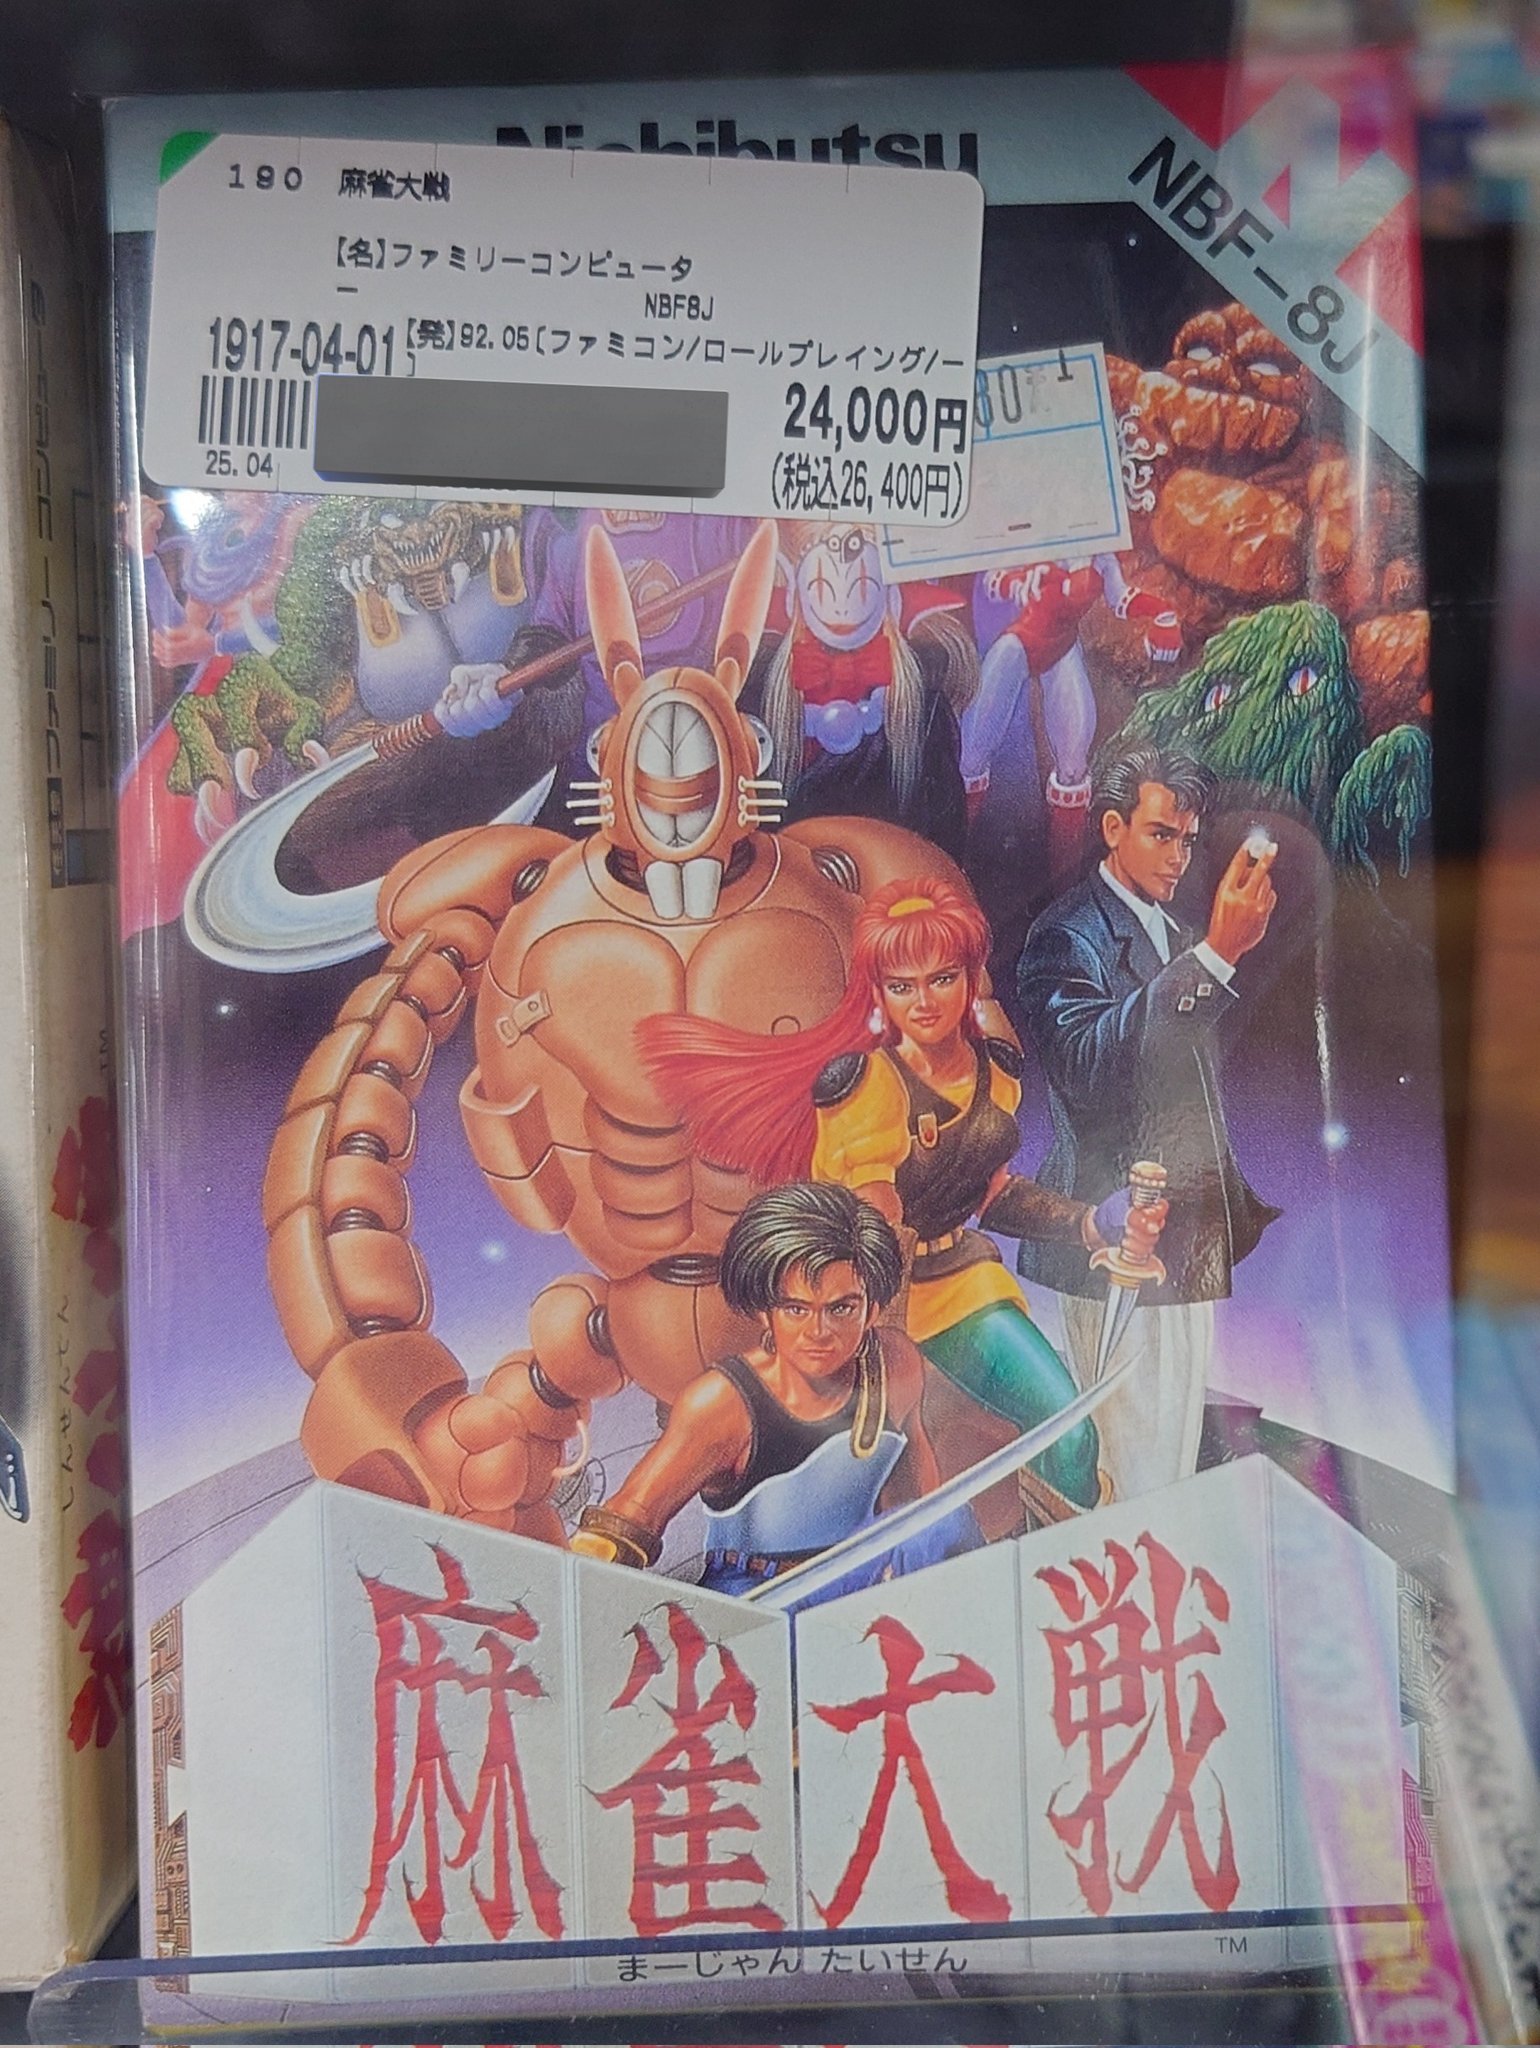 Nichibutsu
NBF-8J
190 麻雀大戦
【名】ファミリーコンピュータ
ー
NBF8J
1917-04-01
【発】92.05〔ファミコン/ロールプレイング/ー
〕
24,000円
25.04
(税込26,400円)
麻雀大戦
まーじゃん たいせん
TM